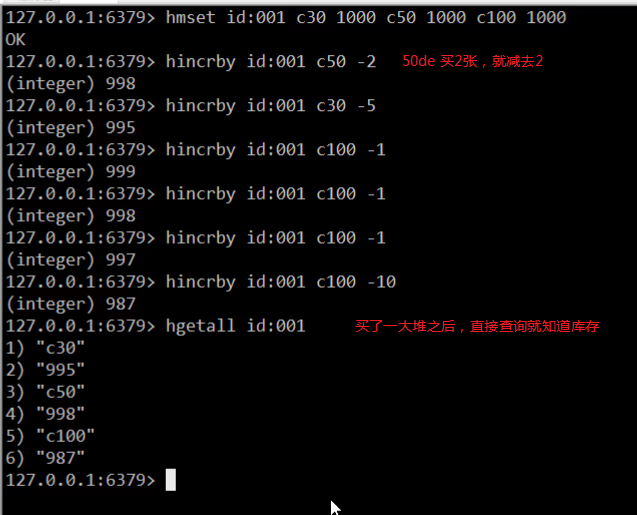 127.0.0.1:6379> hmset id:001 c30 1000 c50 1000 c100 1000
OK
127.0.0.1:6379> hincrby id:001 c50 -2 50de 买2张，就减去2
(integer) 998
127.0.0.1:6379> hincrby id:001 c30 -5
(integer) 995
127.0.0.1:6379> hincrby id:001 c100 -1
(integer) 999
127.0.0.1:6379> hincrby id:001 c100 -1
(integer) 998
127.0.0.1:6379> hincrby id:001 c100 -1
(integer) 997
127.0.0.1:6379> hincrby id:001 c100 -10
(integer) 987
127.0.0.1:6379> hgetall id:001 买了一大堆之后，直接查询就知道库存
1) "c30"
2) "995"
3) "c50"
4) "998"
5) "c100"
6) "987"
127.0.0.1:6379>